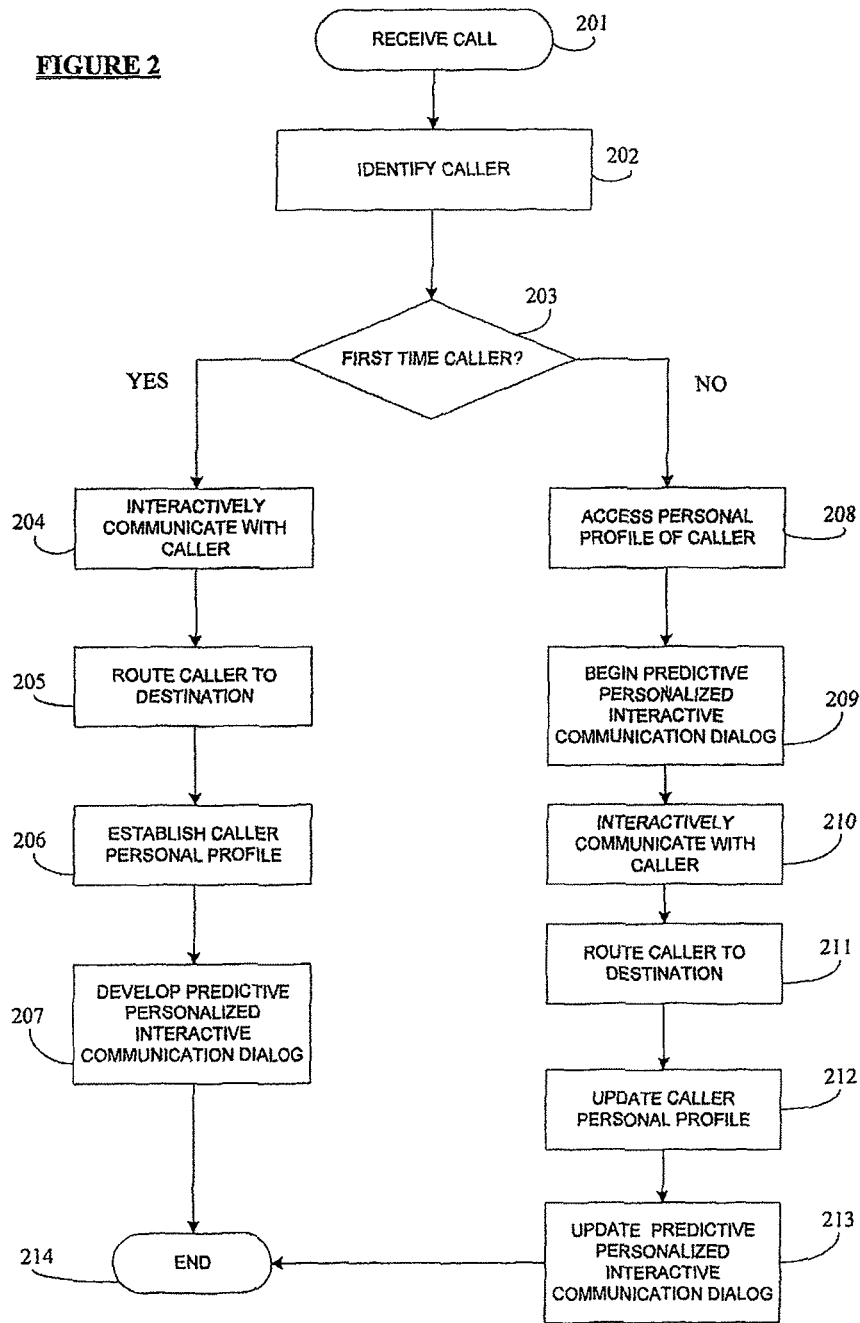 FIGURE 2
RECEIVE CALL
201
IDENTIFY CALLER
202
203
FIRST TIME CALLER?
YES
NO
204
INTERACTIVELY
COMMUNICATE WITH
CALLER
205
ROUTE CALLER TO
DESTINATION
206
ESTABLISH CALLER
PERSONAL PROFILE
207
DEVELOP PREDICTIVE
PERSONALIZED
INTERACTIVE
COMMUNICATION DIALOG
ACCESS PERSONAL
PROFILE OF CALLER
208
BEGIN PREDICTIVE
PERSONALIZED
INTERACTIVE
COMMUNICATION DIALOG
209
INTERACTIVELY
COMMUNICATE WITH
CALLER
210
ROUTE CALLER TO
DESTINATION
211
UPDATE CALLER
PERSONAL PROFILE
212
UPDATE PREDICTIVE
PERSONALIZED
INTERACTIVE
COMMUNICATION DIALOG
213
214
END